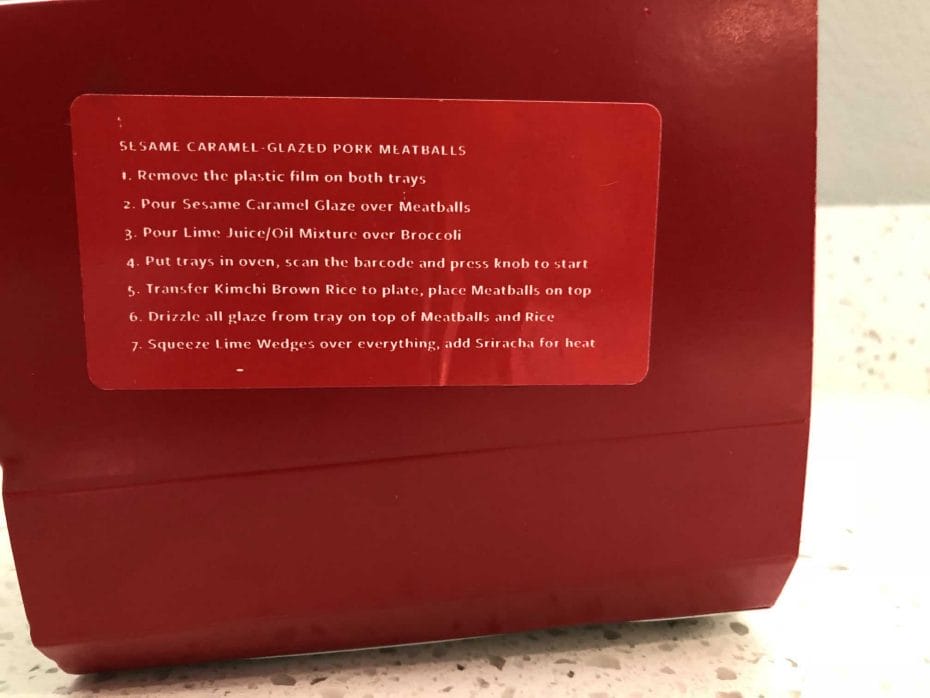 SESAME CARAMEL-GLAZED PORK MEATBALLS
1. Remove the plastic film on both trays
2. Pour Sesame Caramel Glaze over Meatballs
3. Pour Lime Juice/Oil Mixture over Broccoli
4. Put trays in oven, scan the barcode and press knob to start
5. Transfer Kimchi Brown Rice to plate, place Meatballs on top
6. Drizzle all glaze from tray on top of Meatballs and Rice
7. Squeeze Lime Wedges over everything, add Sriracha for heat